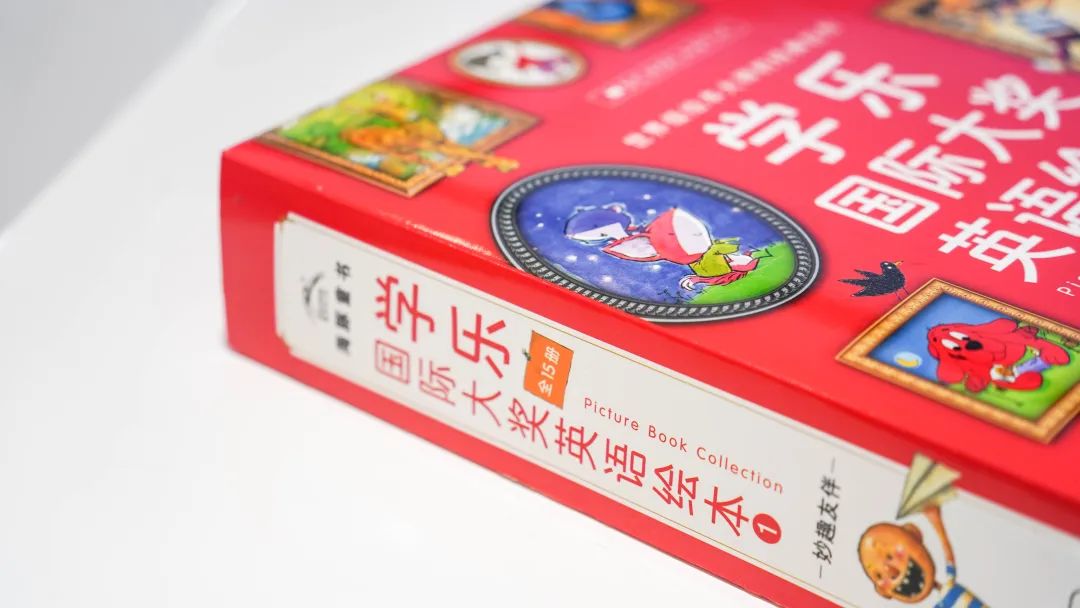 学乐
国际大奖
英语
海豚童书
学乐
国际大奖英语绘本1
全15册
Picture Book Collection
—妙趣友伴—